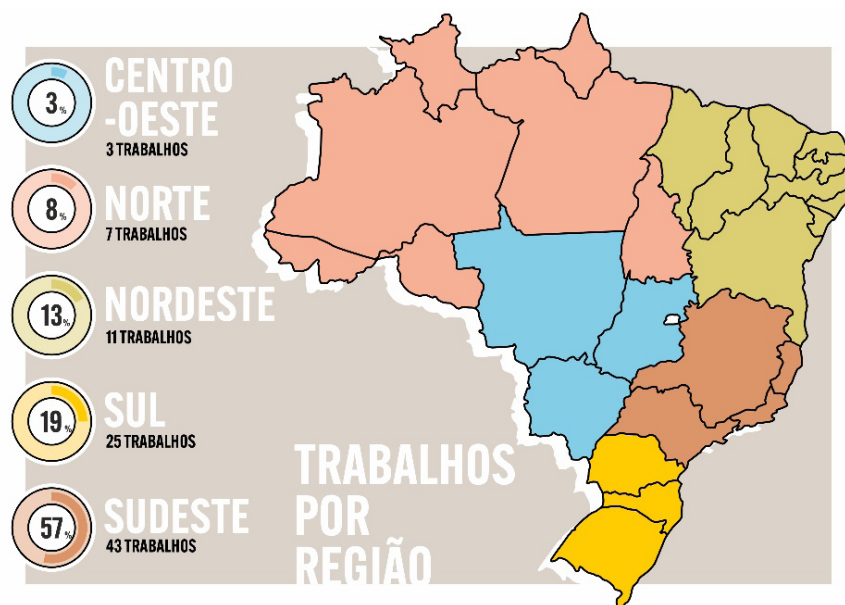 3%
CENTRO
-OESTE
3 TRABALHOS
8%
NORTE
7 TRABALHOS
13%
NORDESTE
11 TRABALHOS
19%
SUL
25 TRABALHOS
57%
SUDESTE
43 TRABALHOS
TRABALHOS
POR
REGIÃO